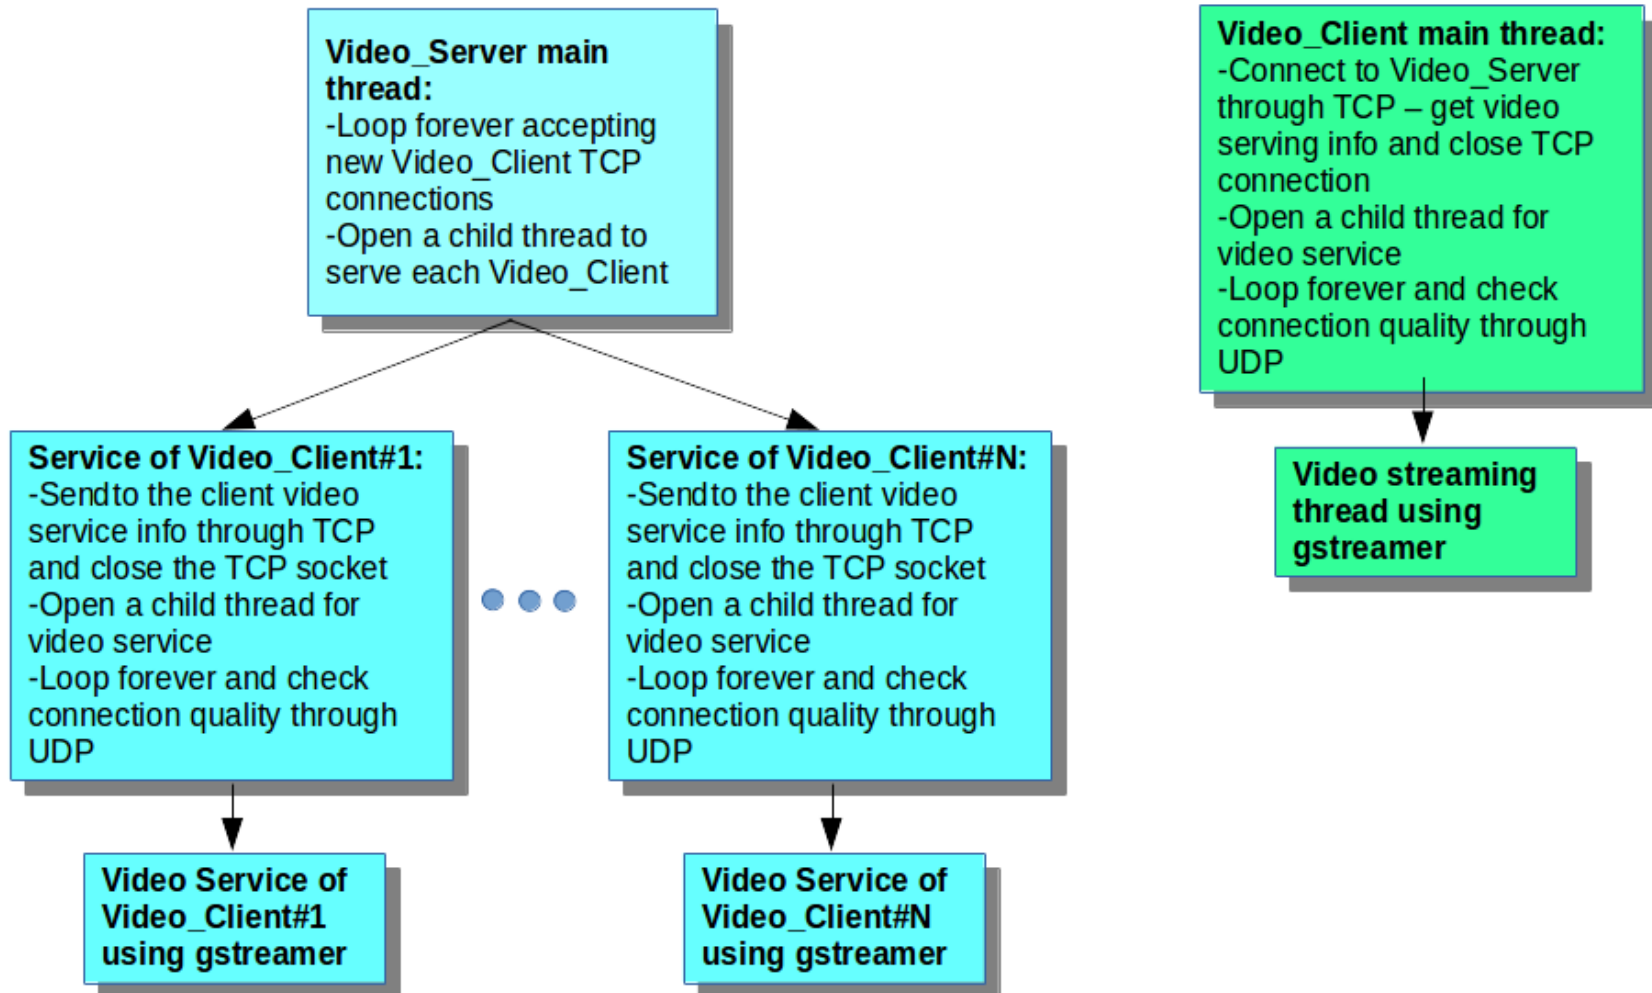 Video_Server main
thread:
-Loop forever accepting
new Video_Client TCP
connections
-Open a child thread to
serve each Video_Client
Video_Client main thread:
-Connect to Video_Server
through TCP – get video
serving info and close TCP
connection
-Open a child thread for
video service
-Loop forever and check
connection quality through
UDP
Service of Video_Client#1:
-Sendto the client video
service info through TCP
and close the TCP socket
-Open a child thread for
video service
-Loop forever and check
connection quality through
UDP
Service of Video_Client#N:
-Sendto the client video
service info through TCP
and close the TCP socket
-Open a child thread for
video service
-Loop forever and check
connection quality through
UDP
Video streaming
thread using
gstreamer
Video Service of
Video_Client#1
using gstreamer
Video Service of
Video_Client#N
using gstreamer